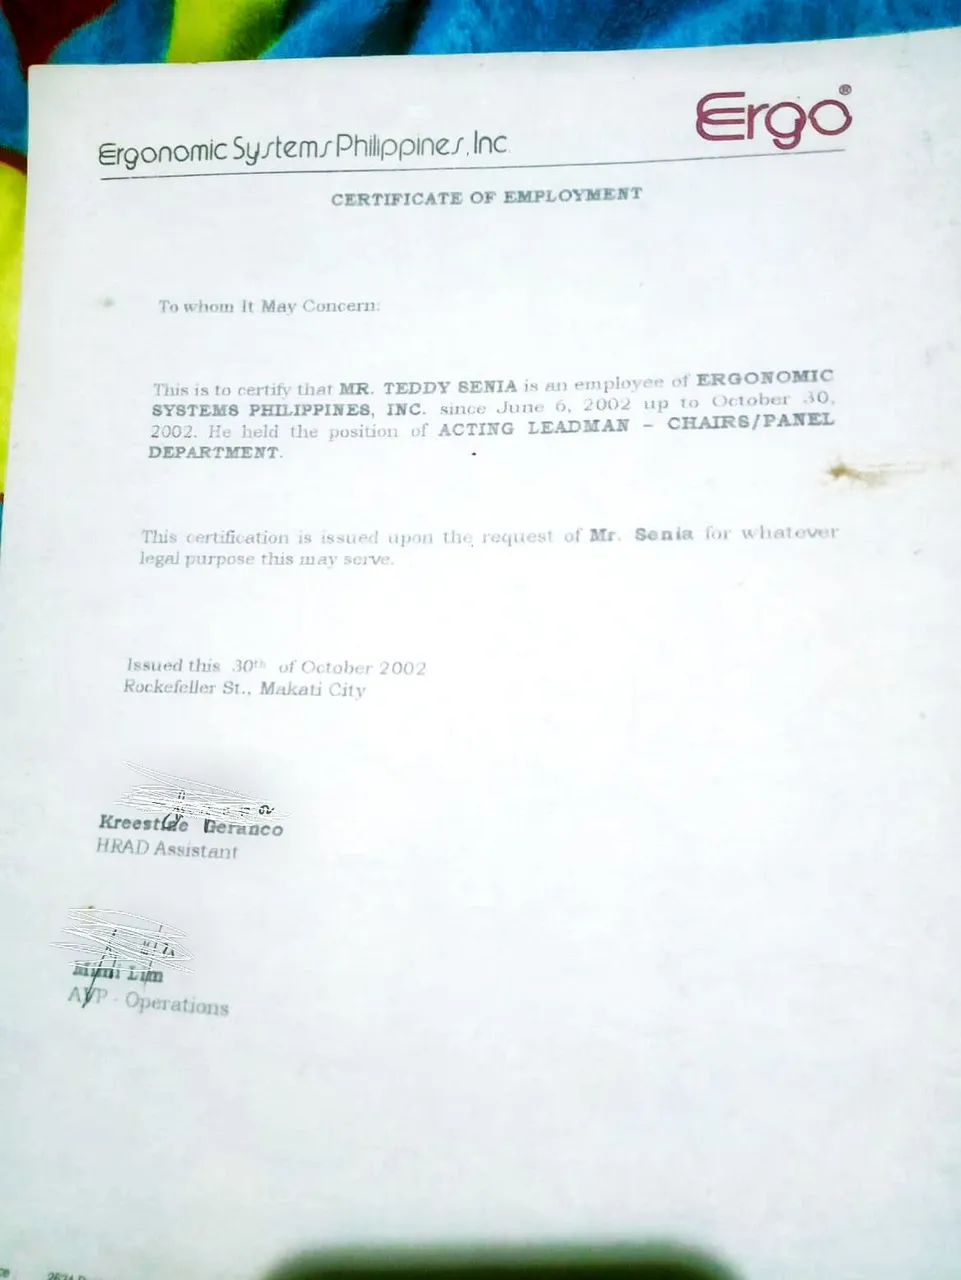 Ergonomic Systems Philippines, Inc.
Ergo®
CERTIFICATE OF EMPLOYMENT
To whom It May Concern:
This is to certify that MR. TEDDY SENIA is an employee of ERGONOMIC
SYSTEMS PHILIPPINES, INC. since June 6, 2002 up to October 30,
2002. He held the position of ACTING LEADMAN - CHAIRS/PANEL
DEPARTMENT.
This certification is issued upon the request of Mr. Senia for whatever
legal purpose this may serve.
Issued this 30th of October 2002
Rockefeller St., Makati City
Kreestine Geranco
HRAD Assistant
Mimi Lim
AVP - Operations